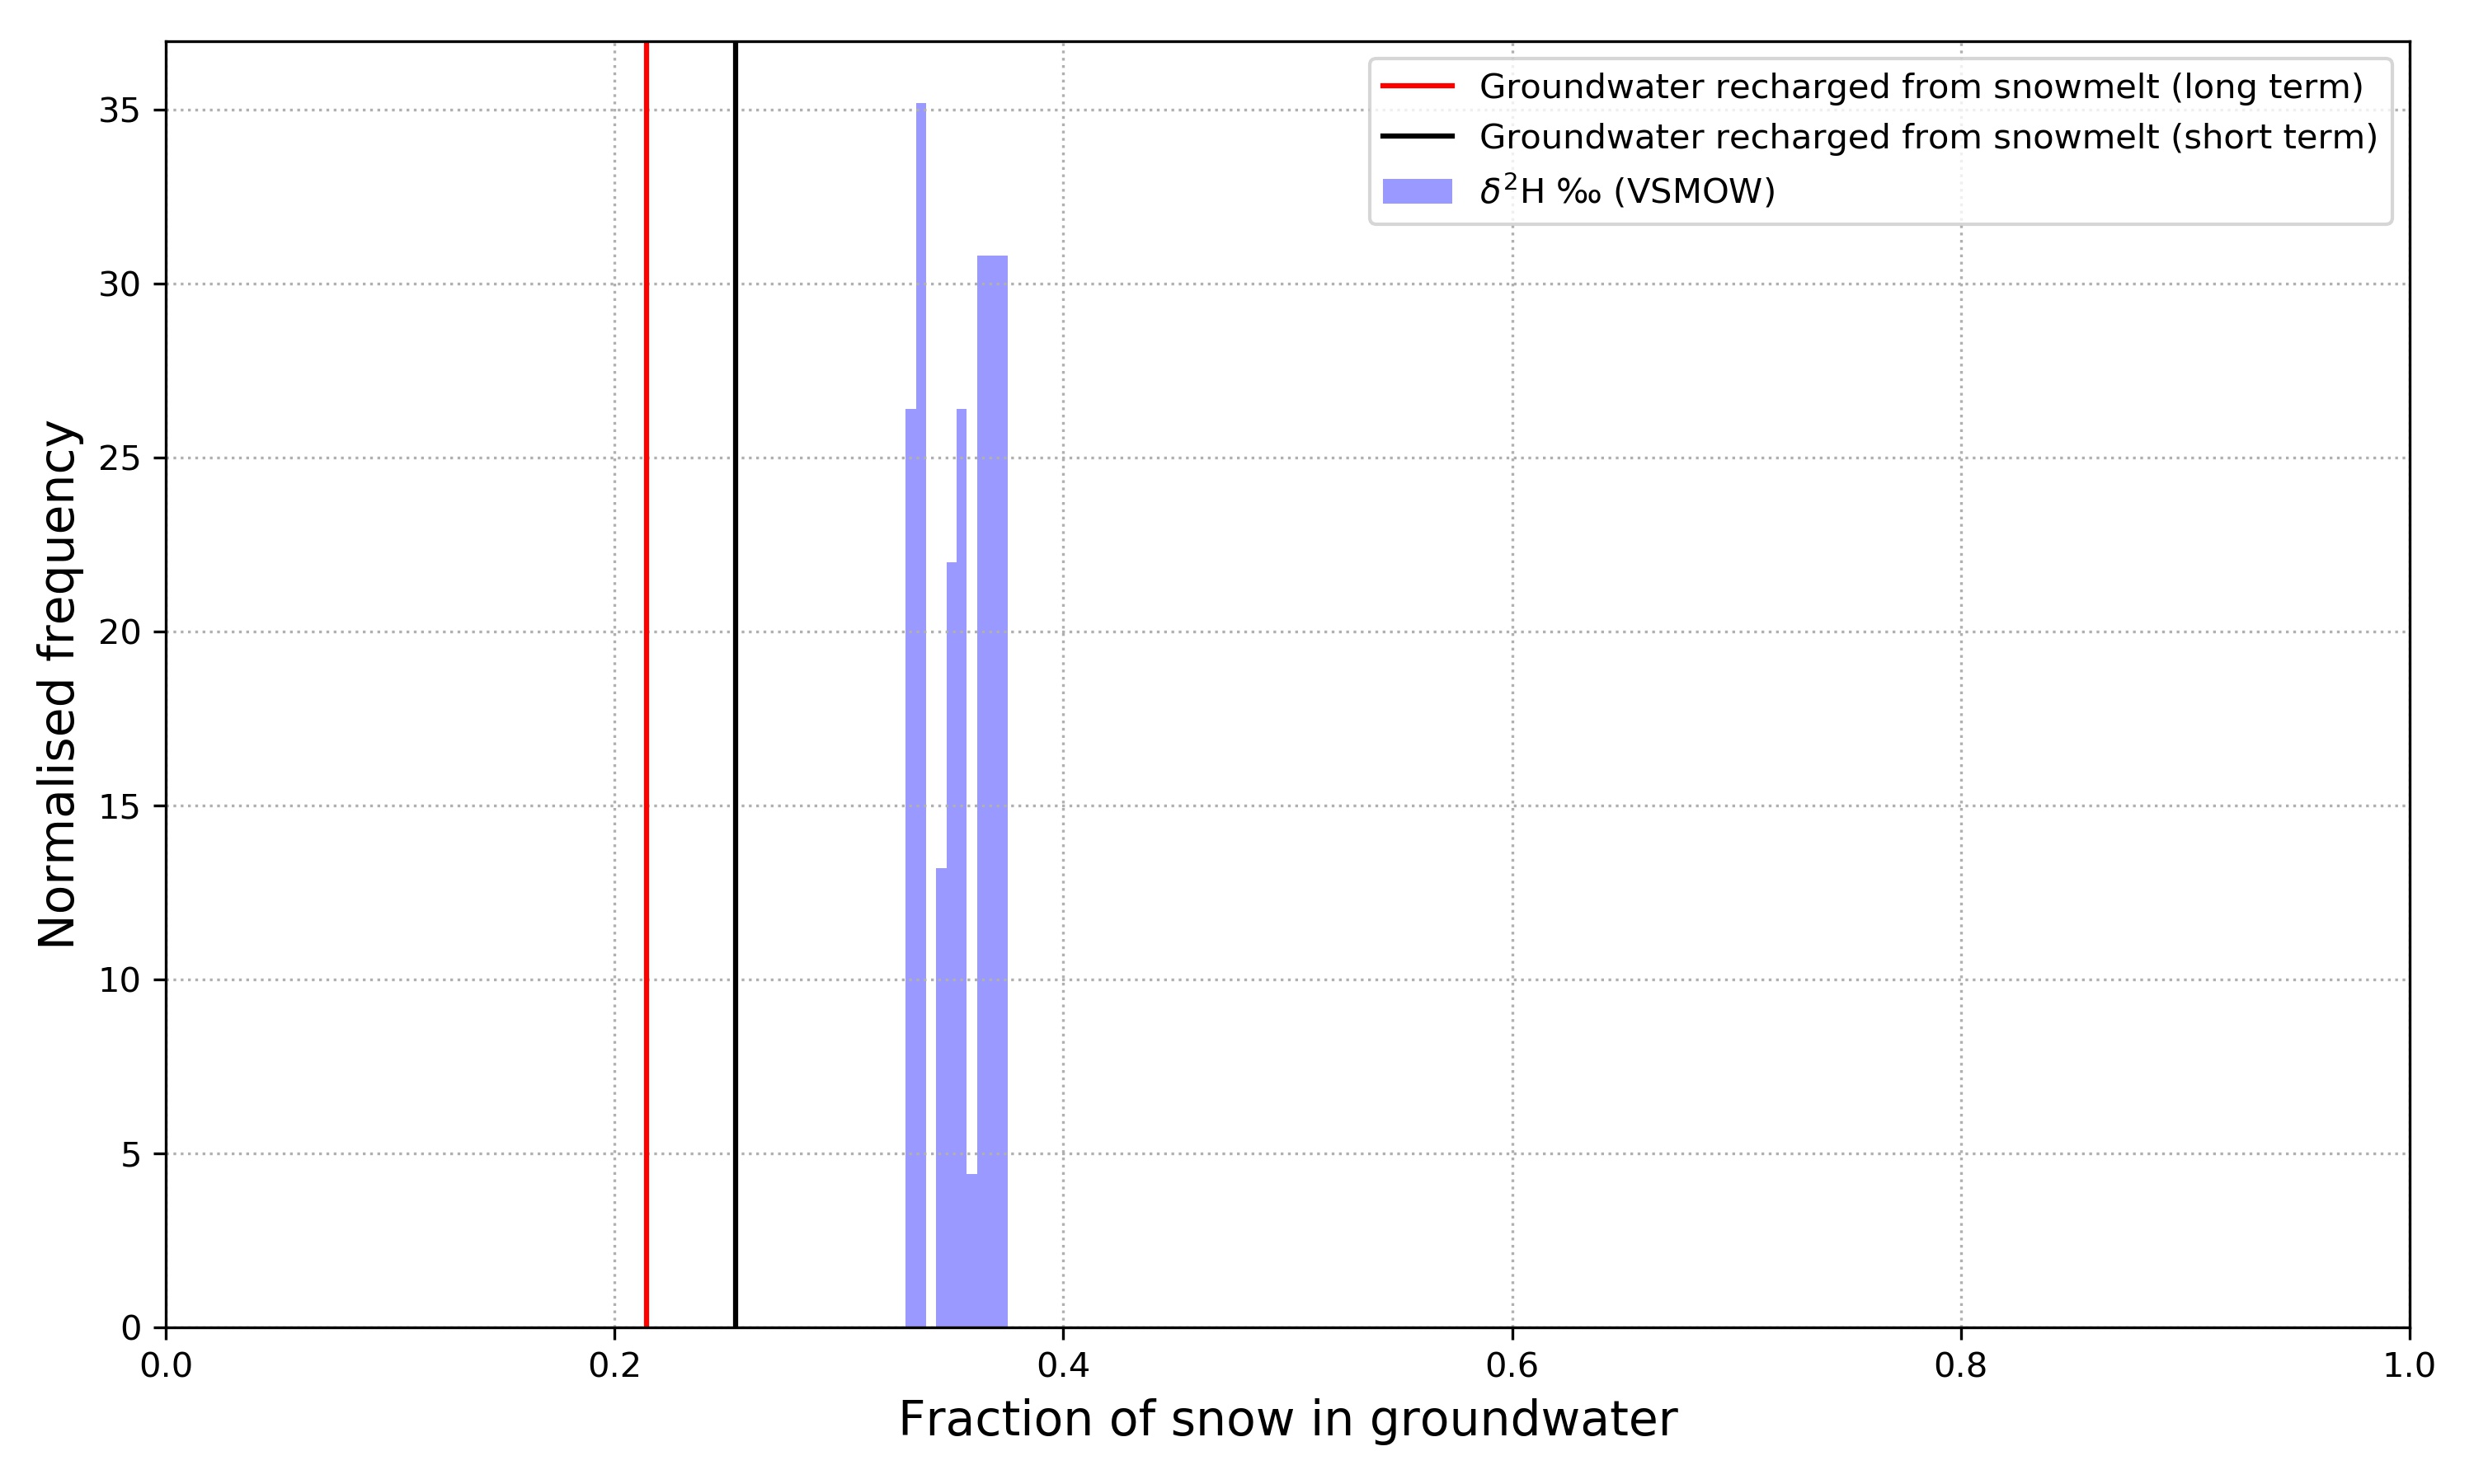 Groundwater recharged from snowmelt (long term)
Groundwater recharged from snowmelt (short term)
δ²H ‰ (VSMOW)
Normalised frequency
35
30
25
20
15
10
5
0
0.0 0.2 0.4 0.6 0.8 1.0
Fraction of snow in groundwater